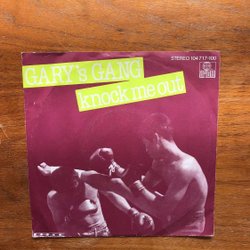 GARY's GANG
knock me out
STEREO 104 717-100